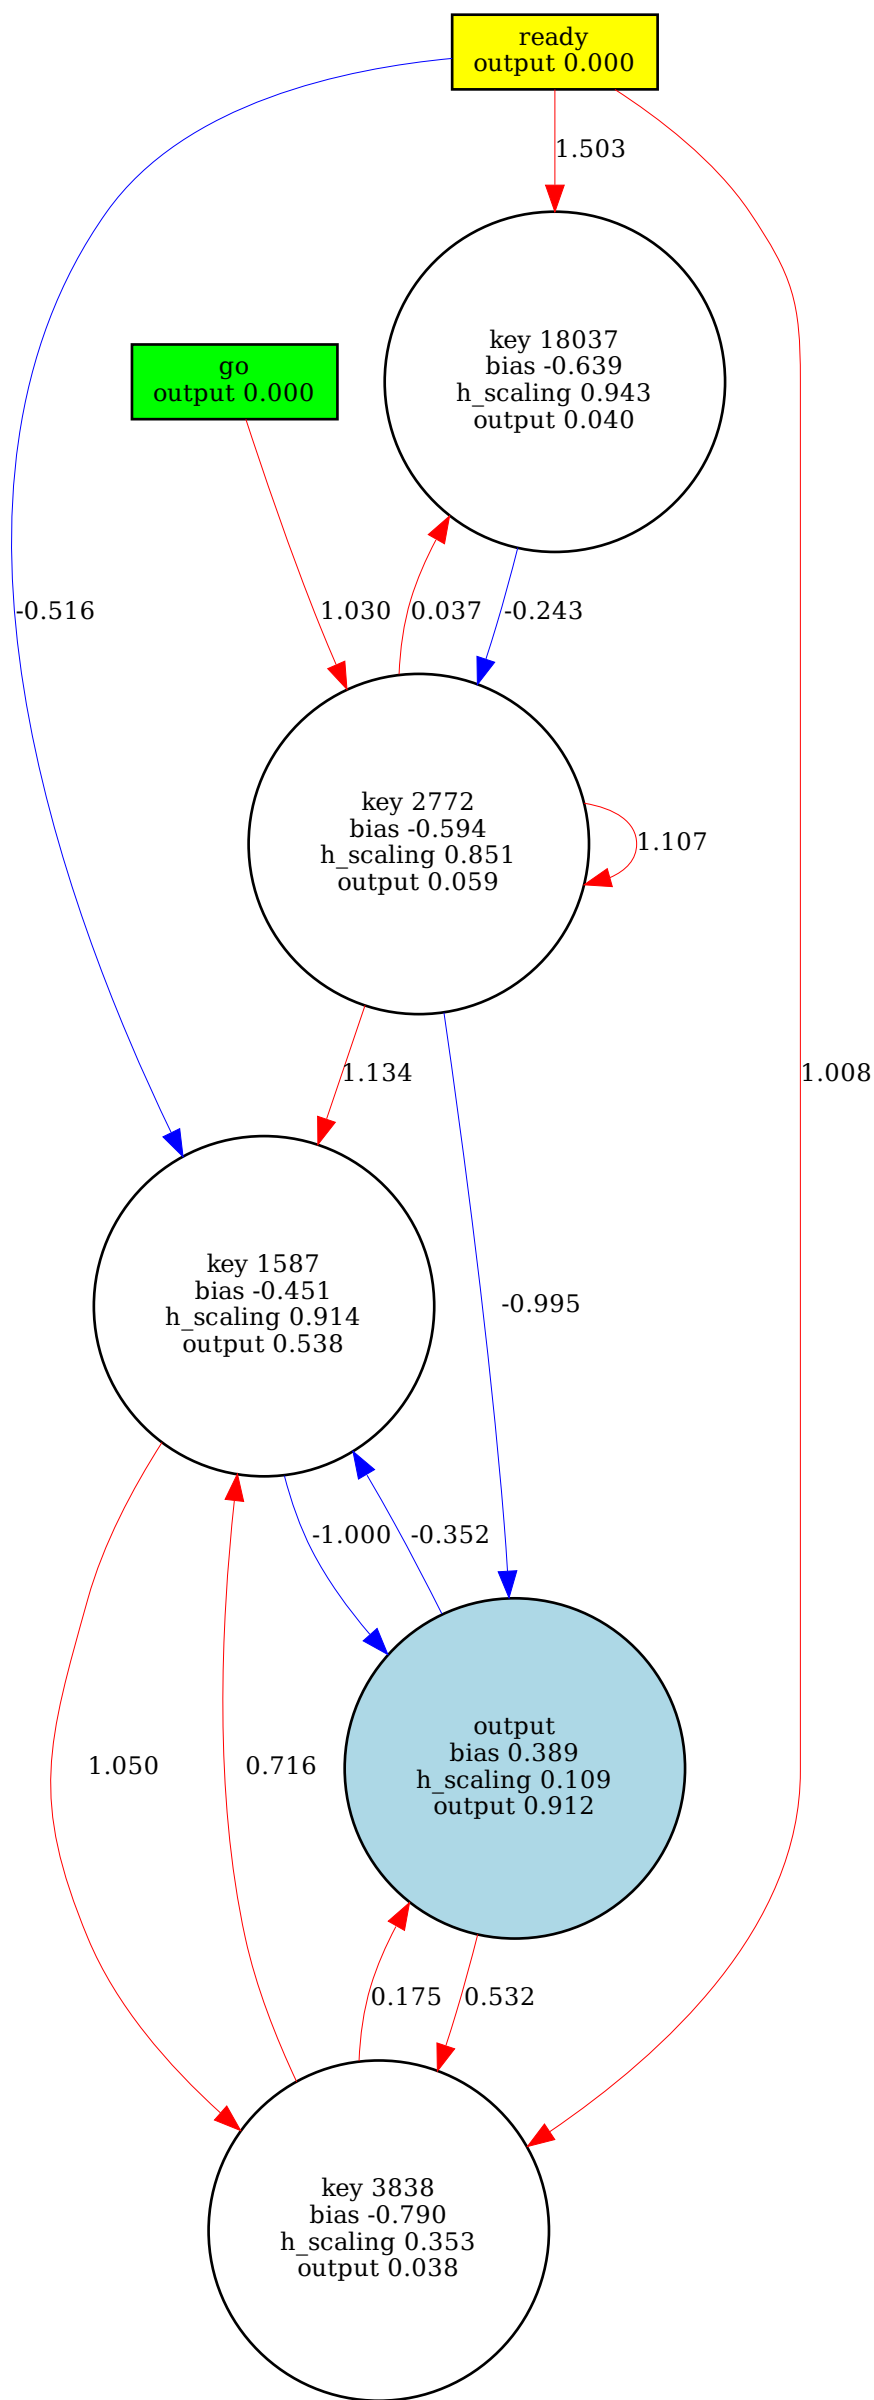 ready
output 0.000
1.503
key 18037
bias -0.639
h_scaling 0.943
output 0.040
go
output 0.000
-0.516
1.030
0.037
-0.243
key 2772
bias -0.594
h_scaling 0.851
output 0.059
1.107
1.134
1.008
key 1587
bias -0.451
h_scaling 0.914
output 0.538
-0.995
-1.000
-0.352
output
bias 0.389
h_scaling 0.109
output 0.912
1.050
0.716
0.175
0.532
key 3838
bias -0.790
h_scaling 0.353
output 0.038